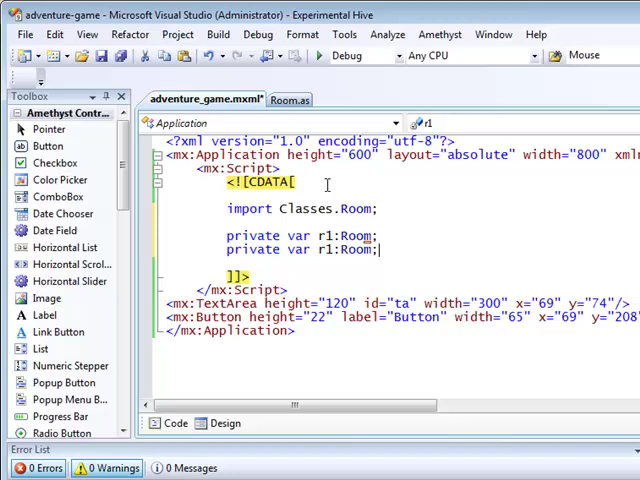 adventure-game - Microsoft Visual Studio (Administrator) - Experimental Hive
File Edit View Refactor Project Build Debug Format Tools Analyze Amethyst Window Help
Debug Any CPU Mouse
Toolbox
Amethyst Contr...
Pointer
Button
Checkbox
Color Picker
ComboBox
Date Chooser
Date Field
Horizontal List
Horizontal Scrol...
Image
Label
Link Button
List
Numeric Stepper
Popup Button
Popup Menu B...
Progress Bar
Radio Button
adventure_game.mxml* Room.as
Application r1
<?xml version="1.0" encoding="utf-8"?>
<mx:Application height="600" layout="absolute" width="800" xmln
<mx:Script>
<![CDATA[
import Classes.Room;
private var r1:Room;
private var r1:Room;
]]>
</mx:Script>
<mx:TextArea height="120" id="ta" width="300" x="69" y="74"/>
<mx:Button height="22" label="Button" width="65" x="69" y="208"
</mx:Application>
Code Design
Error List
0 Errors 0 Warnings 0 Messages